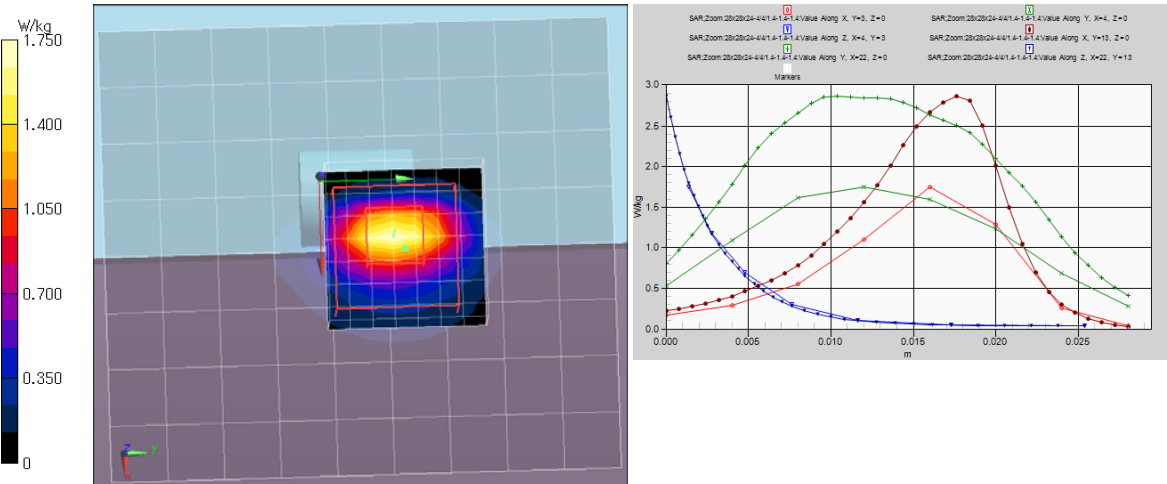 W/kg
1.750
1.400
1.050
0.700
0.350
0
Z
Y
X
SAR;Zoom:28x28x24-4/4/1.4-1.4-1.4:Value Along X, Y=3, Z=0
SAR;Zoom:28x28x24-4/4/1.4-1.4-1.4:Value Along Y, X=4, Z=0
SAR;Zoom:28x28x24-4/4/1.4-1.4-1.4:Value Along Z, X=4, Y=3
SAR;Zoom:28x28x24-4/4/1.4-1.4-1.4:Value Along X, Y=13, Z=0
SAR;Zoom:28x28x24-4/4/1.4-1.4-1.4:Value Along Y, X=22, Z=0
SAR;Zoom:28x28x24-4/4/1.4-1.4-1.4:Value Along Z, X=22, Y=13
Markers
3.0
2.5
2.0
1.5
1.0
0.5
0.0
W/kg
0.000
0.005
0.010
0.015
0.020
0.025
m